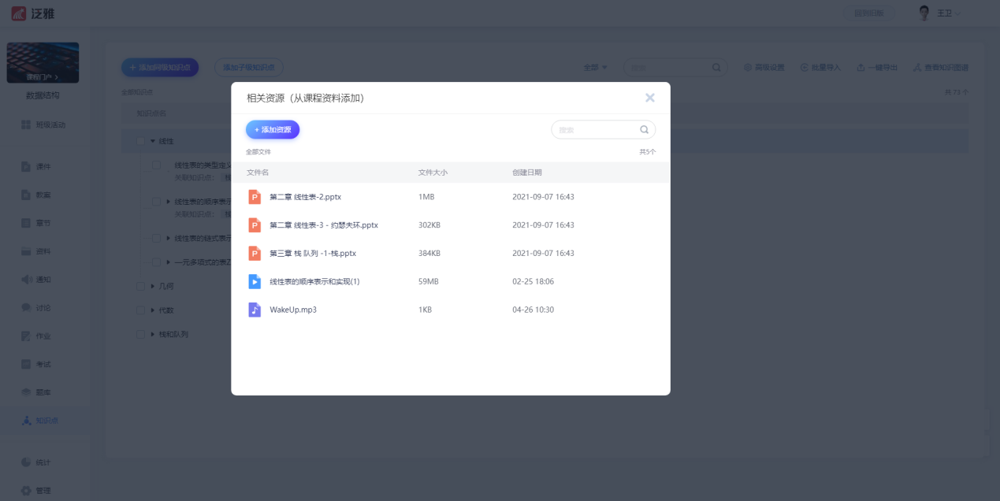 泛雅
回到旧版
王卫
课程门户 >
数据结构
班级活动
课件
教案
章节
资料
通知
讨论
作业
考试
题库
知识点
统计
管理
+ 添加同级知识点
添加子级知识点
全部
搜索
高级设置
批量导入
一键导出
查看知识图谱
全部知识点
共 73 个
知识点名
线性
线性表的类型定义
关联知识点： 栈
线性表的顺序表示
关联知识点：
线性表的链式表示
一元多项式的表
几何
代数
栈和队列
相关资源（从课程资料添加）
+ 添加资源
搜索
全部文件
共5个
文件名 文件大小 创建日期
第二章 线性表-2.pptx 1MB 2021-09-07 16:43
第二章 线性表-3 - 约瑟夫环.pptx 302KB 2021-09-07 16:43
第三章 栈 队列 -1-栈.pptx 384KB 2021-09-07 16:43
线性表的顺序表示和实现(1) 59MB 02-25 18:06
WakeUp.mp3 1KB 04-26 10:30